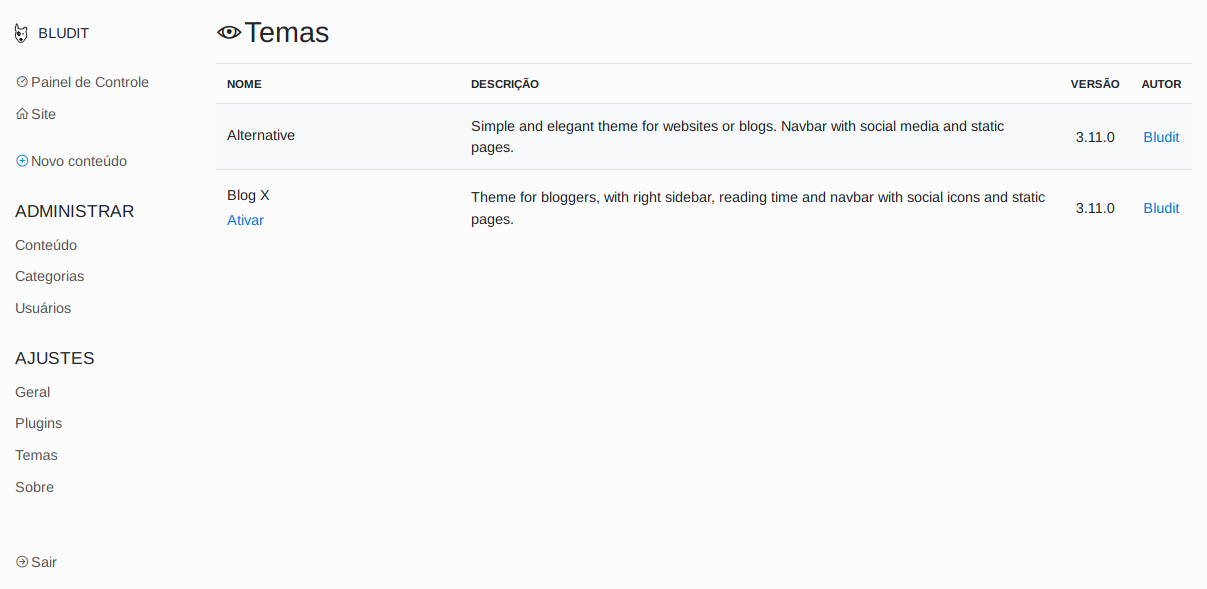 BLUDIT
Painel de Controle
Site
Novo conteúdo
ADMINISTRAR
Conteúdo
Categorias
Usuários
AJUSTES
Geral
Plugins
Temas
Sobre
Sair
Temas
NOME DESCRIÇÃO VERSÃO AUTOR
Alternative
Simple and elegant theme for websites or blogs. Navbar with social media and static
pages.
3.11.0 Bludit
Blog X
Ativar
Theme for bloggers, with right sidebar, reading time and navbar with social icons and static
pages.
3.11.0 Bludit